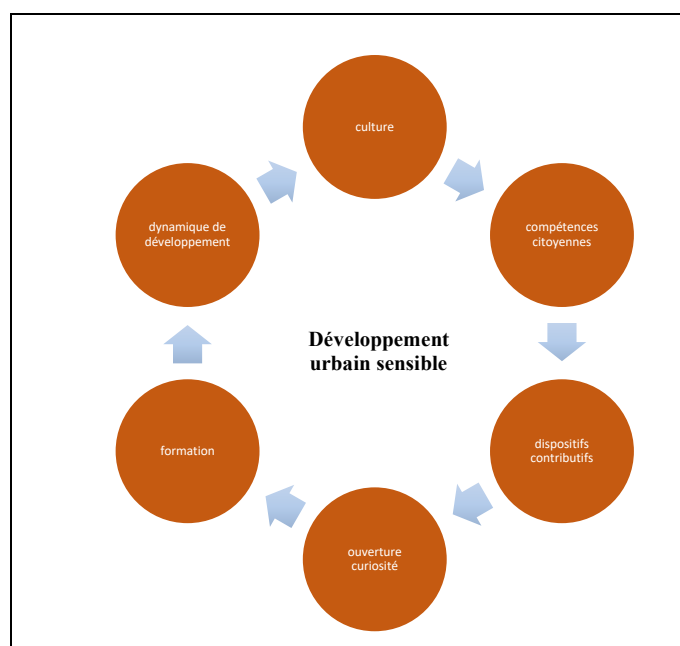 culture
compétences
citoyennes
dispositifs
contributifs
ouverture
curiosité
formation
dynamique de
développement
Développement
urbain sensible